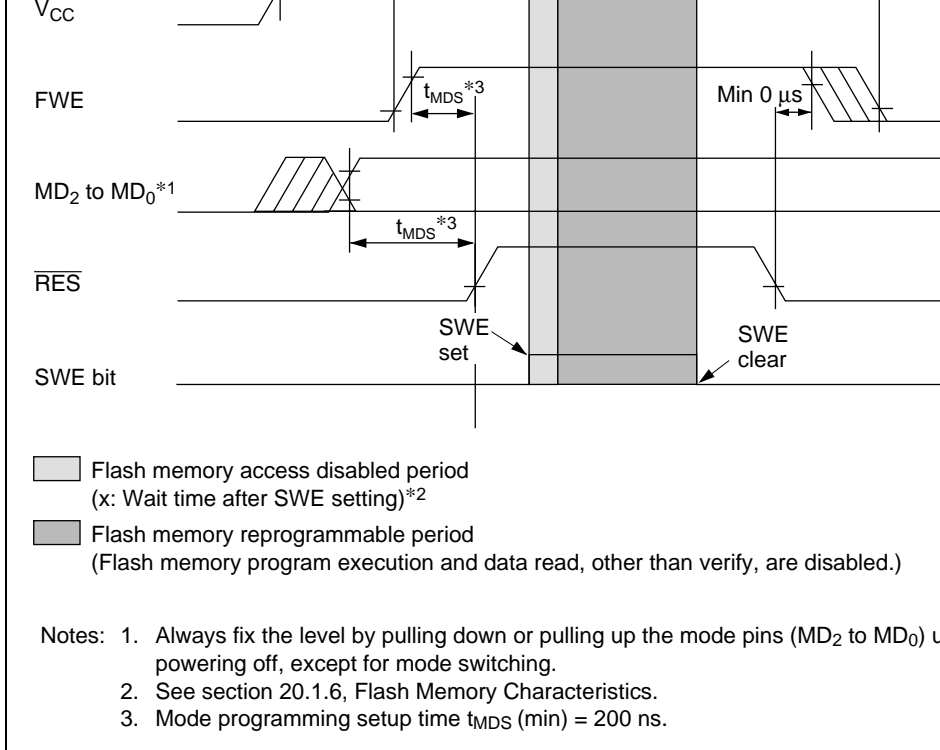 VCC
FWE
tMDS*3
Min 0 µs
MD2 to MD0*1
tMDS*3
RES
SWE
set
SWE
clear
SWE bit
Flash memory access disabled period
(x: Wait time after SWE setting)*2
Flash memory reprogrammable period
(Flash memory program execution and data read, other than verify, are disabled.)
Notes: 1. Always fix the level by pulling down or pulling up the mode pins (MD2 to MD0)
powering off, except for mode switching.
2. See section 20.1.6, Flash Memory Characteristics.
3. Mode programming setup time tMDS (min) = 200 ns.